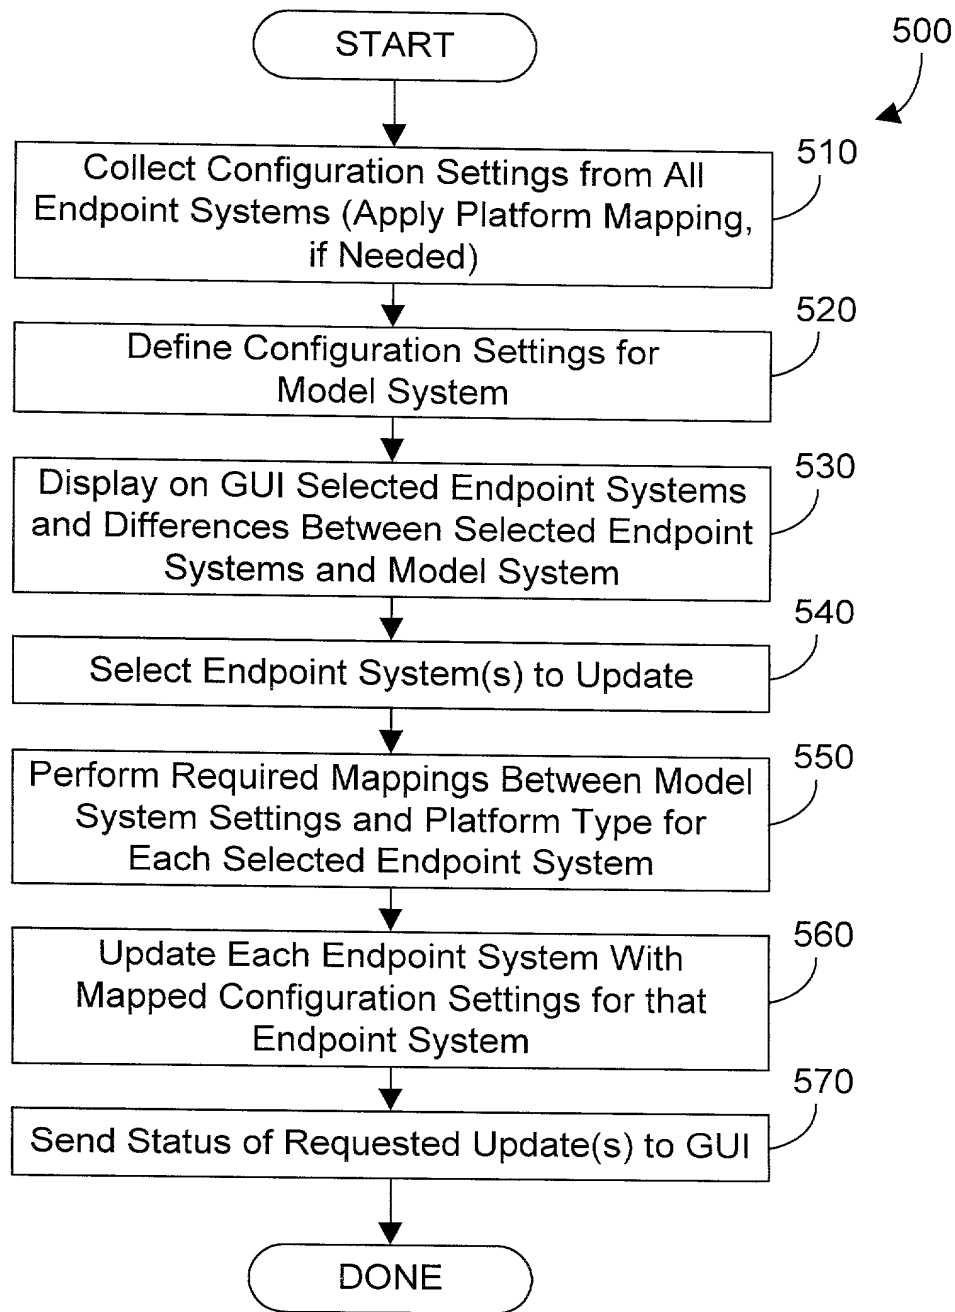 START
500
Collect Configuration Settings from All
Endpoint Systems (Apply Platform Mapping,
if Needed)
510
Define Configuration Settings for
Model System
520
Display on GUI Selected Endpoint Systems
and Differences Between Selected Endpoint
Systems and Model System
530
Select Endpoint System(s) to Update
540
Perform Required Mappings Between Model
System Settings and Platform Type for
Each Selected Endpoint System
550
Update Each Endpoint System With
Mapped Configuration Settings for that
Endpoint System
560
Send Status of Requested Update(s) to GUI
570
DONE